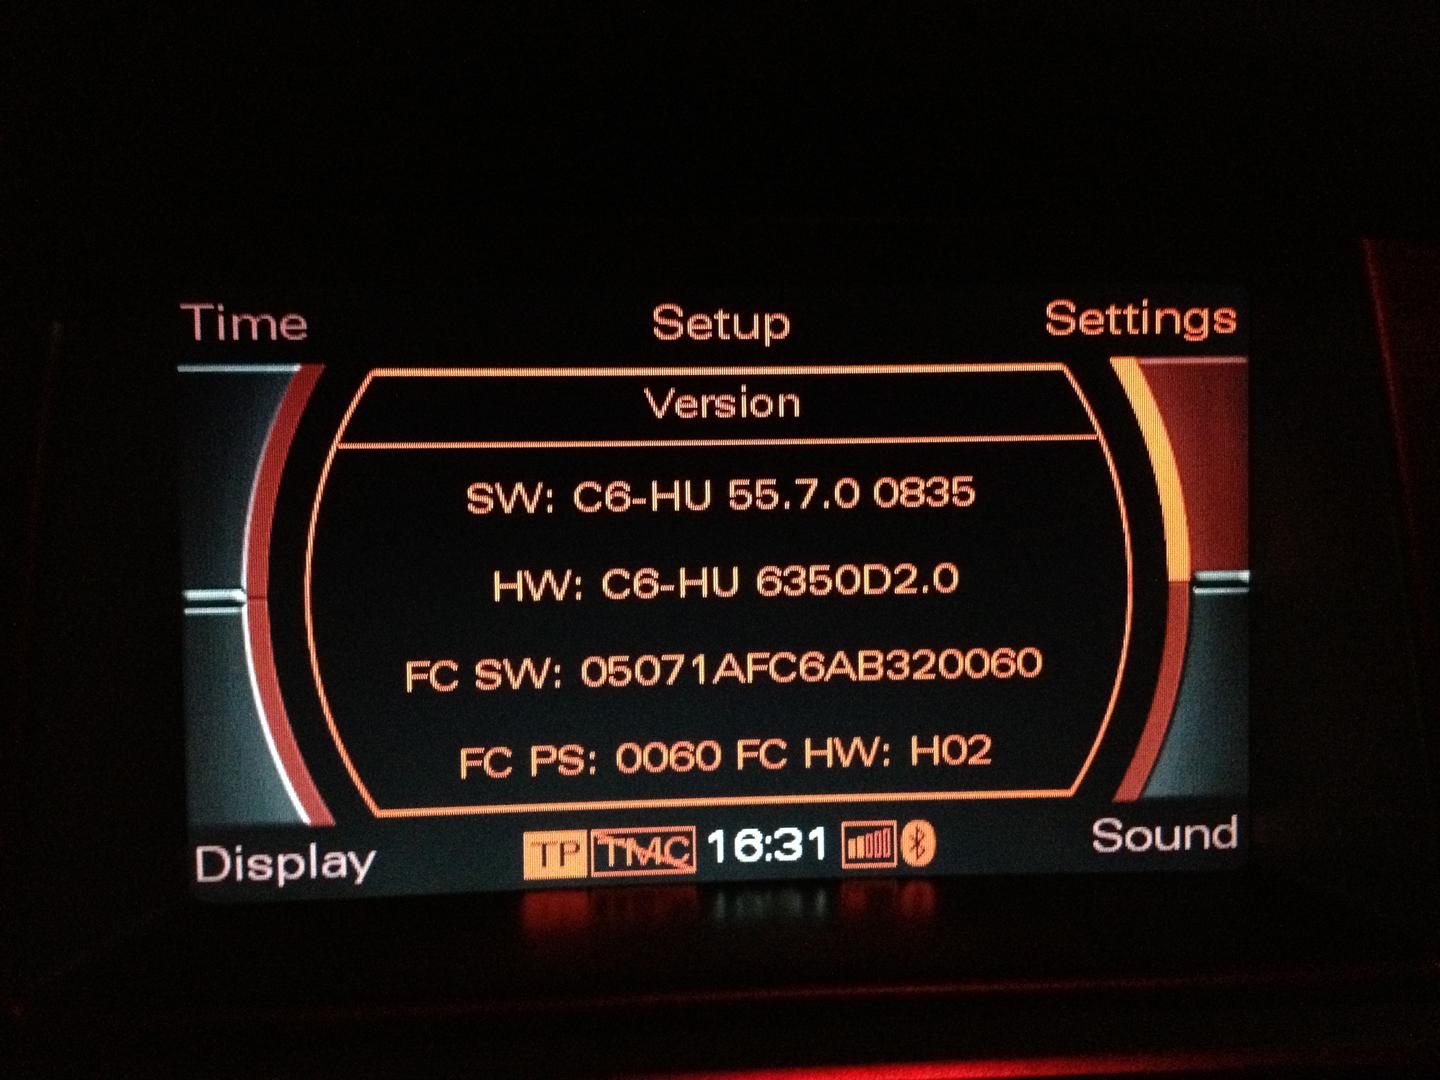 Time Setup Settings
Version
SW: C6-HU 55.7.0 0835
HW: C6-HU 6350D2.0
FC SW: 05071AFC6AB320060
FC PS: 0060 FC HW: H02
Display TP TMC 16:31 Sound